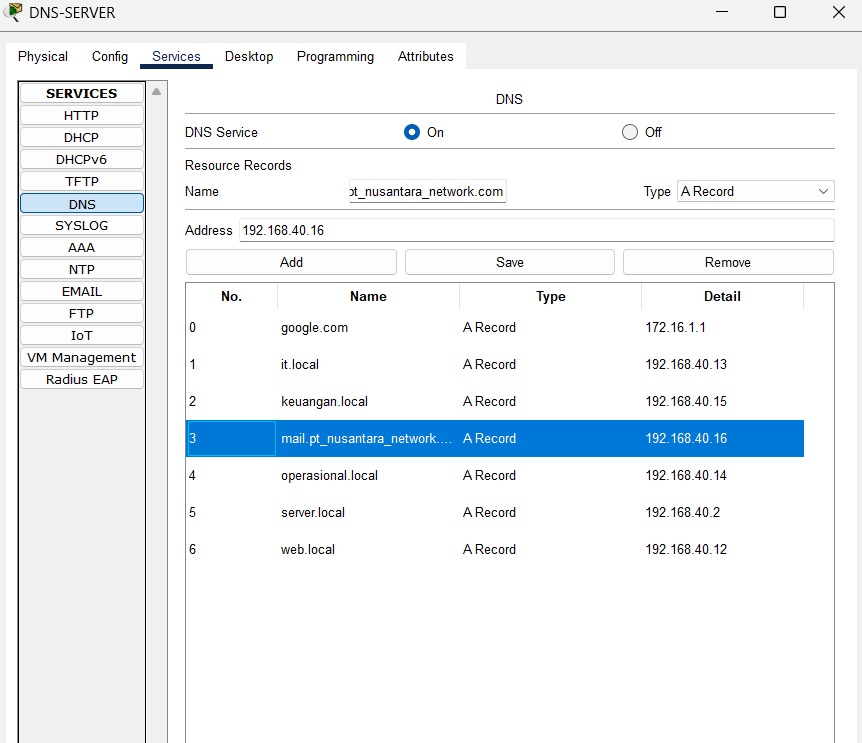 DNS-SERVER
Physical Config Services Desktop Programming Attributes
SERVICES
HTTP
DHCP
DHCPv6
TFTP
DNS
SYSLOG
AAA
NTP
EMAIL
FTP
IoT
VM Management
Radius EAP
DNS
DNS Service On Off
Resource Records
Name pt_nusantara_network.com Type A Record
Address 192.168.40.16
Add Save Remove
No. Name Type Detail
0 google.com A Record 172.16.1.1
1 it.local A Record 192.168.40.13
2 keuangan.local A Record 192.168.40.15
3 mail.pt_nusantara_network.... A Record 192.168.40.16
4 operasional.local A Record 192.168.40.14
5 server.local A Record 192.168.40.2
6 web.local A Record 192.168.40.12